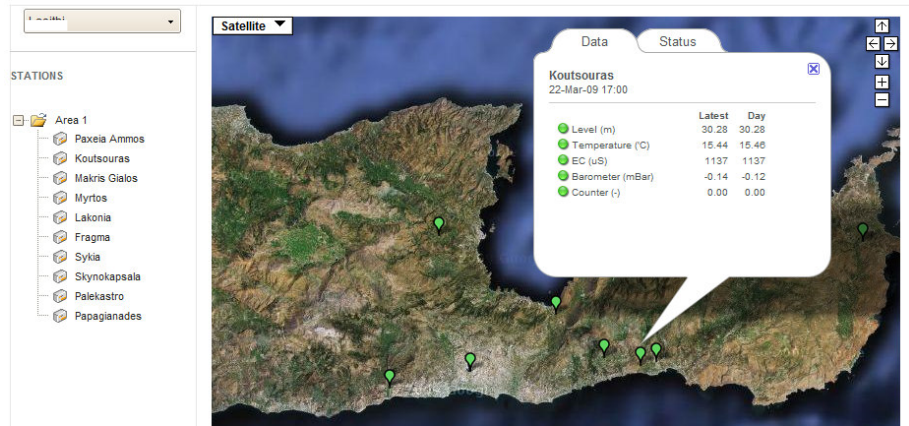 Satellite
STATIONS
Area 1
Paxeia Ammos
Koutsouras
Makris Gialos
Myrtos
Lakonia
Fragma
Sykia
Skynokapsala
Palekastro
Papagianades
Data Status
Koutsouras
22-Mar-09 17:00
Latest Day
Level (m) 30.28 30.28
Temperature (°C) 15.44 15.46
EC (uS) 1137 1137
Barometer (mBar) -0.14 -0.12
Counter (-) 0.00 0.00